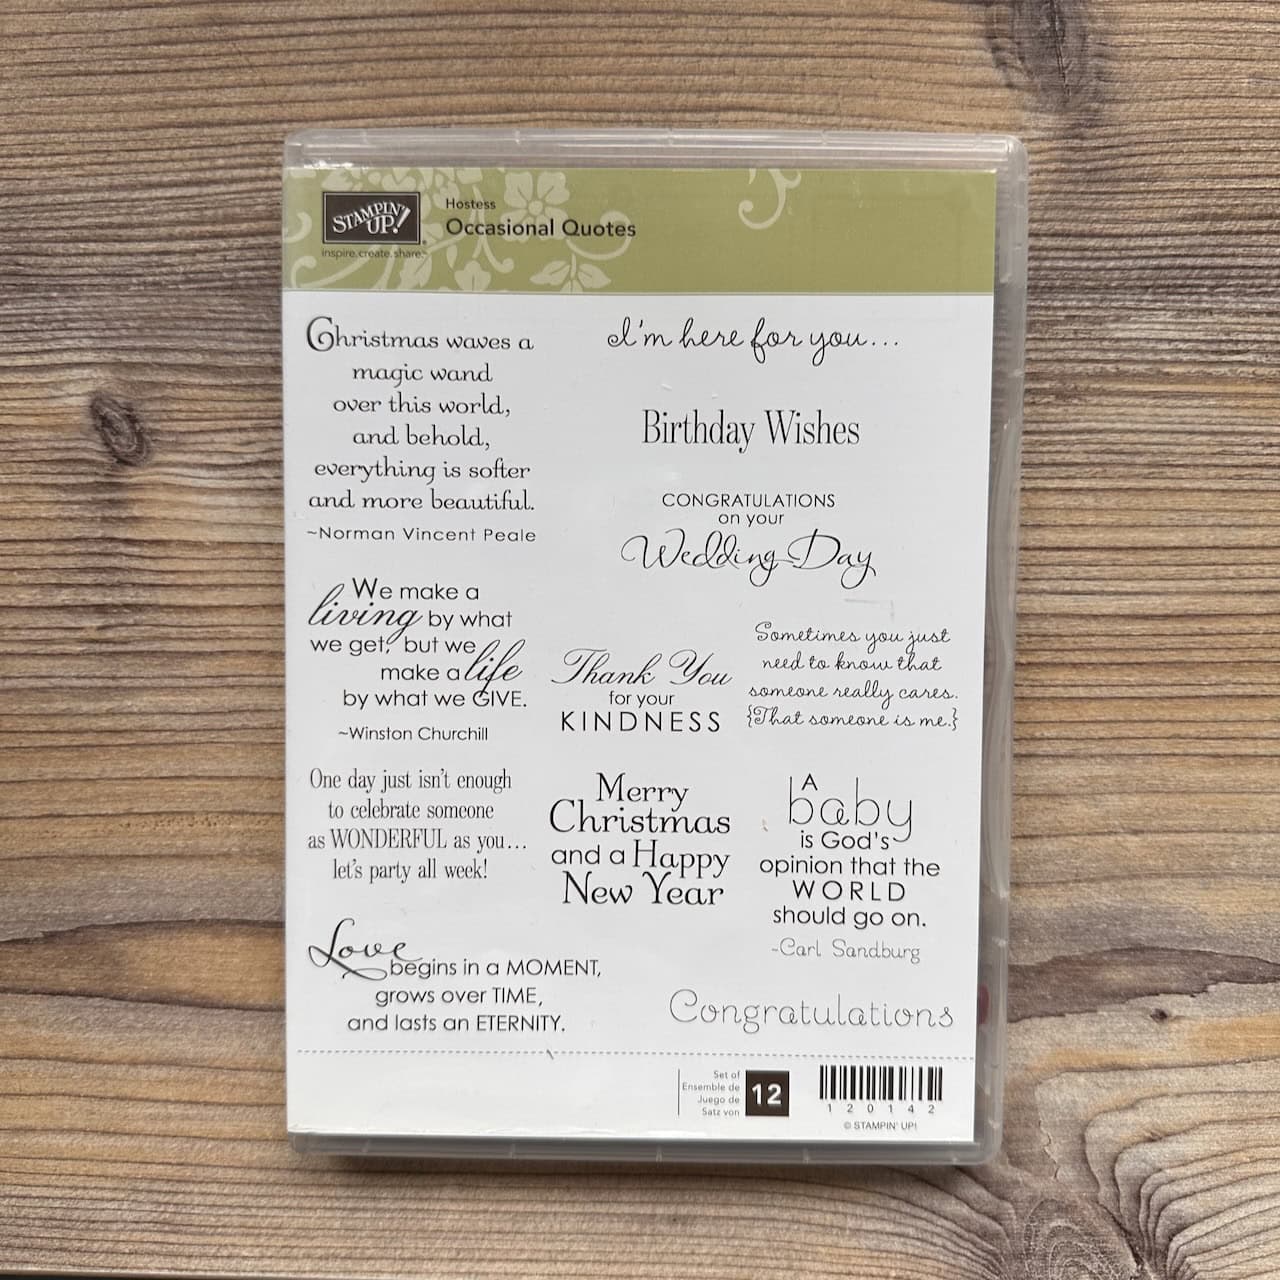 STAMPIN' UP!
inspire.create.share.
Hostess
Occasional Quotes
Christmas waves a
magic wand
over this world,
and behold,
everything is softer
and more beautiful.
~Norman Vincent Peale
I'm here for you...
Birthday Wishes
CONGRATULATIONS
on your
Wedding Day
We make a
living by what
we get, but we
make a life
by what we GIVE.
~Winston Churchill
Thank You
for your
KINDNESS
Sometimes you just
need to know that
someone really cares.
{That someone is me.}
One day just isn't enough
to celebrate someone
as WONDERFUL as you...
let's party all week!
Merry
Christmas
and a Happy
New Year
A
baby
is God's
opinion that the
WORLD
should go on.
-Carl Sandburg
Love
begins in a MOMENT,
grows over TIME,
and lasts an ETERNITY.
Congratulations
Set of
Ensemble de
Juego de
Satz von
12
120142
© STAMPIN' UP!